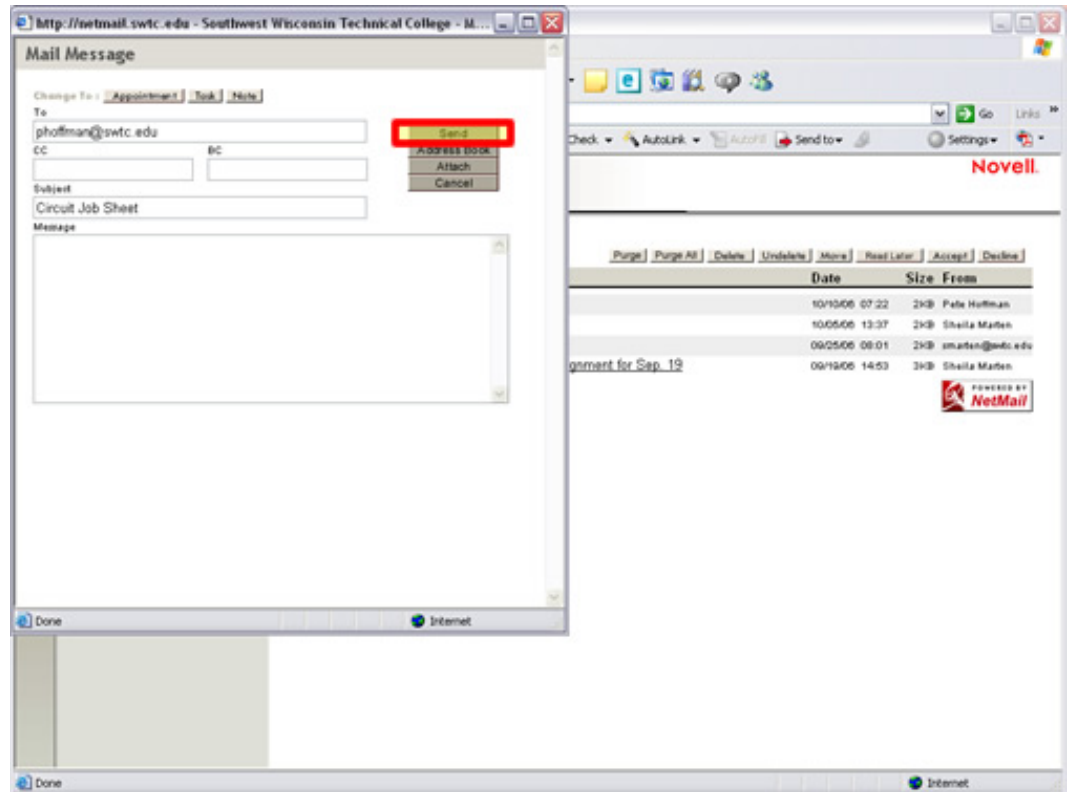 http://netmail.swtc.edu - Southwest Wisconsin Technical College - M...
Mail Message
Change To: Appointment Task Note
To
phoffman@swtc.edu
Send
CC BC
Address Book
Attach
Cancel
Subject
Circuit Job Sheet
Message
Done Internet
Go Links »
Check AutoLink AutoFill Send to Settings
Novell.
Purge Purge All Delete Undelete Move Read Later Accept Decline
Date Size From
10/10/06 07:22 2KB Pete Hoffman
10/05/06 13:37 2KB Sheila Marten
09/25/06 08:01 2KB smarten@swtc.edu
gnment for Sep. 19 09/19/06 14:53 3KB Sheila Marten
POWERED BY
NetMail
Done Internet